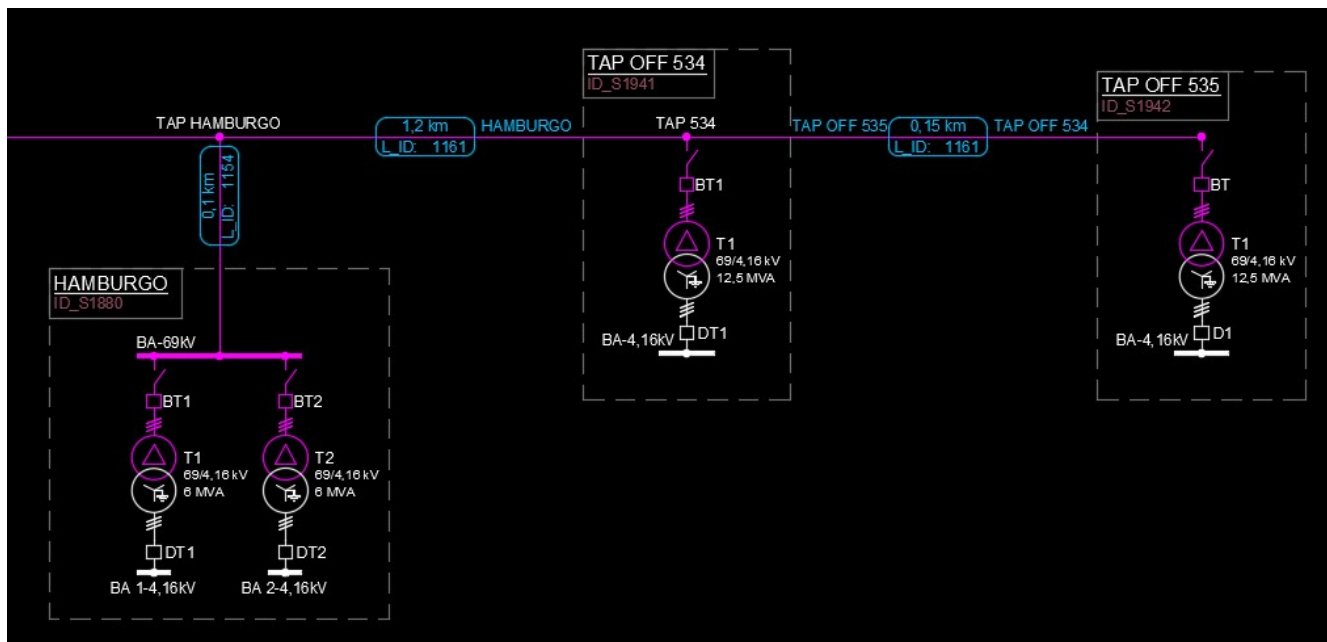 TAP OFF 534
ID_S1941
TAP OFF 535
ID_S1942
TAP HAMBURGO
1,2 km
L_ID: 1161
HAMBURGO
TAP 534
TAP OFF 535
0,15 km
L_ID: 1161
TAP OFF 534
0,1 km
L_ID: 1154
BT1
T1
69/4,16 kV
12,5 MVA
DT1
BA-4,16kV
BT
T1
69/4,16 kV
12,5 MVA
D1
BA-4,16kV
HAMBURGO
ID_S1880
BA-69kV
BT1
BT2
T1
69/4,16 kV
6 MVA
T2
69/4,16 kV
6 MVA
DT1
DT2
BA 1-4,16kV
BA 2-4,16kV